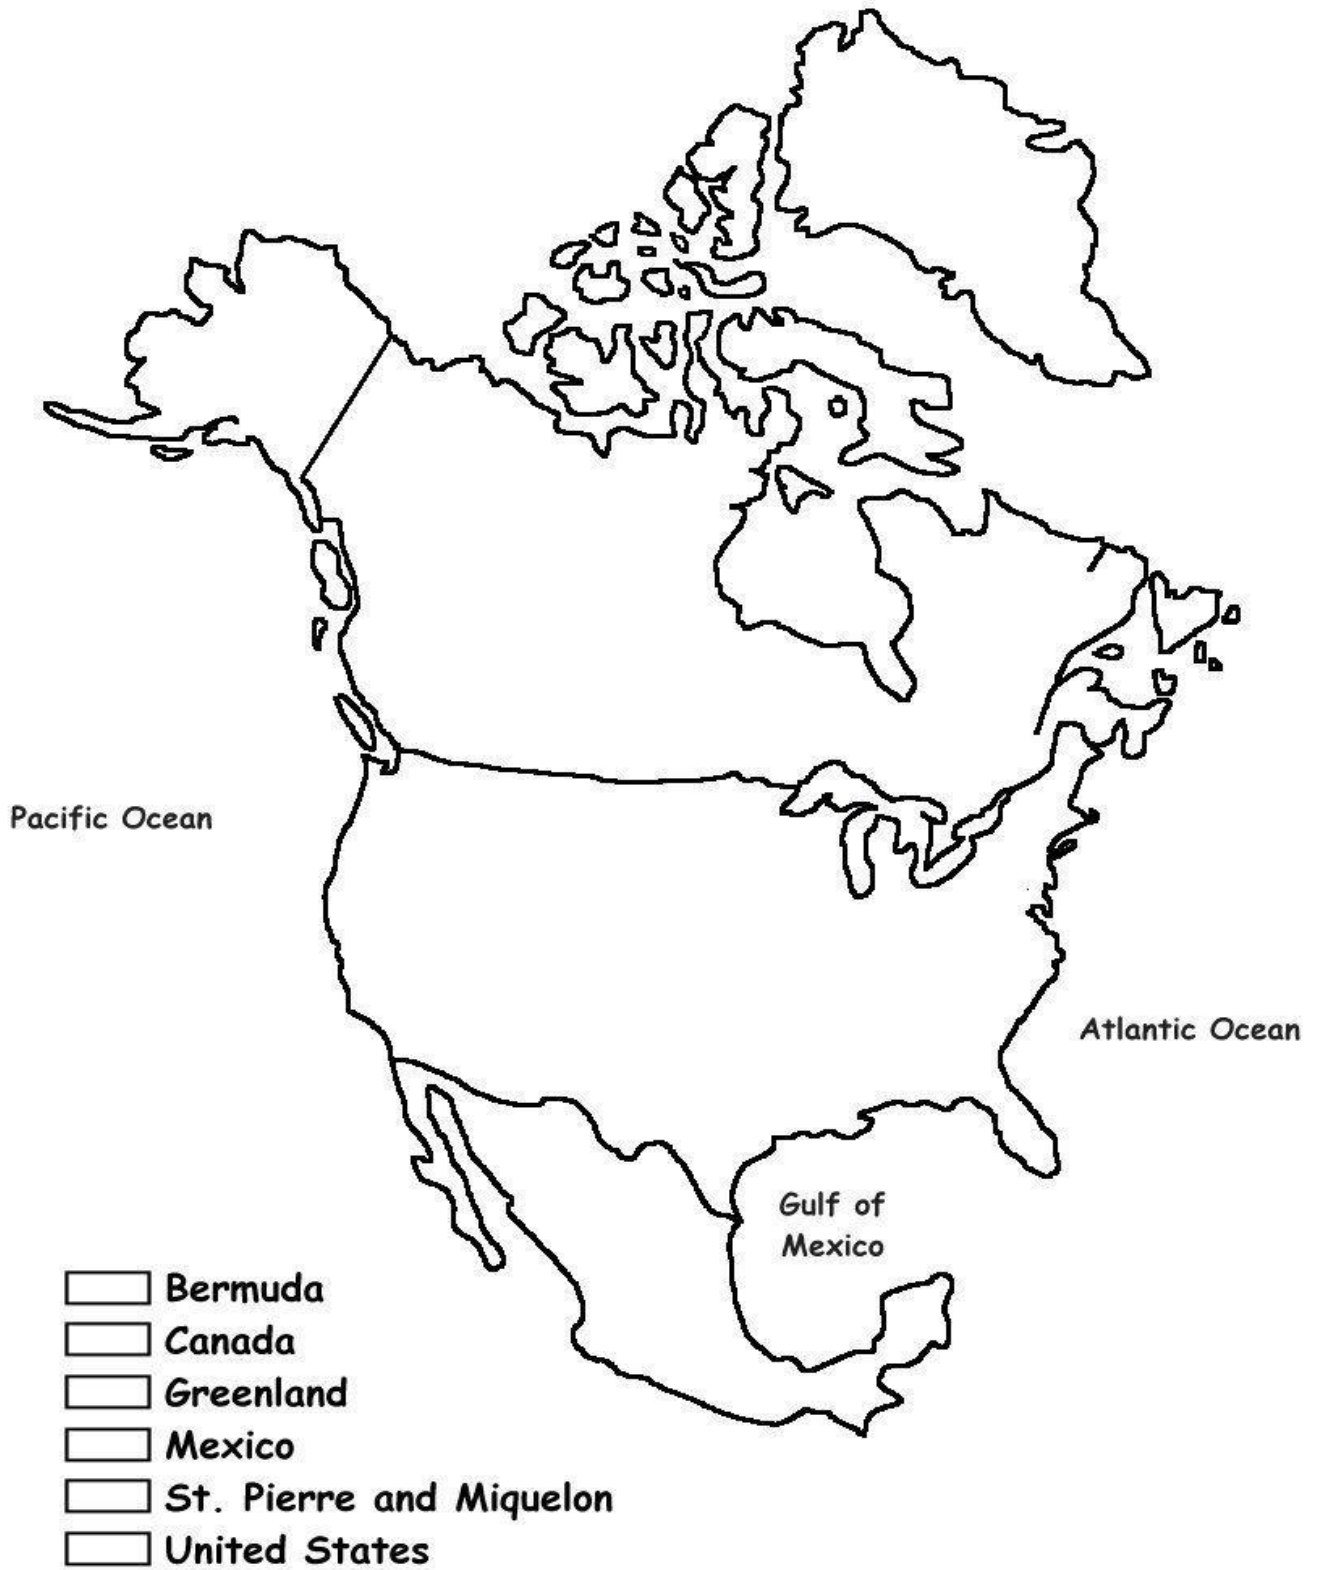 Pacific Ocean
Atlantic Ocean
Gulf of
Mexico
Bermuda
Canada
Greenland
Mexico
St. Pierre and Miquelon
United States